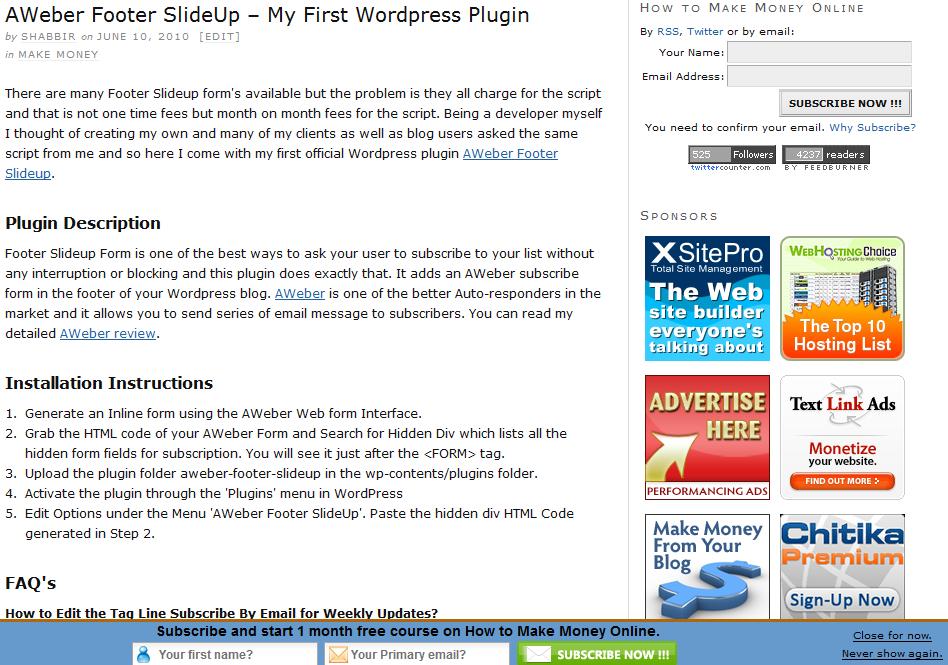 AWeber Footer SlideUp – My First Wordpress Plugin
by SHABBIR on JUNE 10, 2010 [EDIT]
in MAKE MONEY
There are many Footer Slideup form's available but the problem is they all charge for the script
and that is not one time fees but month on month fees for the script. Being a developer myself
I thought of creating my own and many of my clients as well as blog users asked the same
script from me and so here I come with my first official Wordpress plugin AWeber Footer
Slideup.
Plugin Description
Footer Slideup Form is one of the best ways to ask your user to subcribe to your list without
any interruption or blocking and this plugin does exactly that. It adds an AWeber subscribe
form in the footer of your Wordpress blog. AWeber is one of the better Auto-responders in the
market and it allows you to send series of email message to subscribers. You can read my
detailed AWeber review.
Installation Instructions
1. Generate an Inline form using the AWeber Web form Interface.
2. Grab the HTML code of your AWeber Form and Search for Hidden Div which lists all the
hidden form fields for subscription. You will see it just after the <FORM> tag.
3. Upload the plugin folder aweber-footer-slideup in the wp-contents/plugins folder.
4. Activate the plugin through the 'Plugins' menu in WordPress
5. Edit Options under the Menu 'AWeber Footer SlideUp'. Paste the hidden div HTML Code
generated in Step 2.
FAQ's
How to Edit the Tag Line Subscribe By Email for Weekly Updates?
HOW TO MAKE MONEY ONLINE
By RSS, Twitter or by email:
Your Name:
Email Address:
SUBSCRIBE NOW !!!
You need to confirm your email. Why Subscribe?
525 Followers
twittercounter.com
4237 readers
BY FEEDBURNER
SPONSORS
XSitePro
Total Site Management
The Web
site builder
everyone's
talking about
WEBHOSTINGCHOICE
Your Guide to Web Hosting
The Top 10
Hosting List
ADVERTISE
HERE
PERFORMANCING ADS
Text Link Ads
Monetize
your website.
FIND OUT MORE
Make Money
From Your
Blog
Chitika
Premium
Sign-Up Now
Subscribe and start 1 month free course on How to Make Money Online.
Your first name?
Your Primary email?
SUBSCRIBE NOW !!!
Close for now.
Never show again.